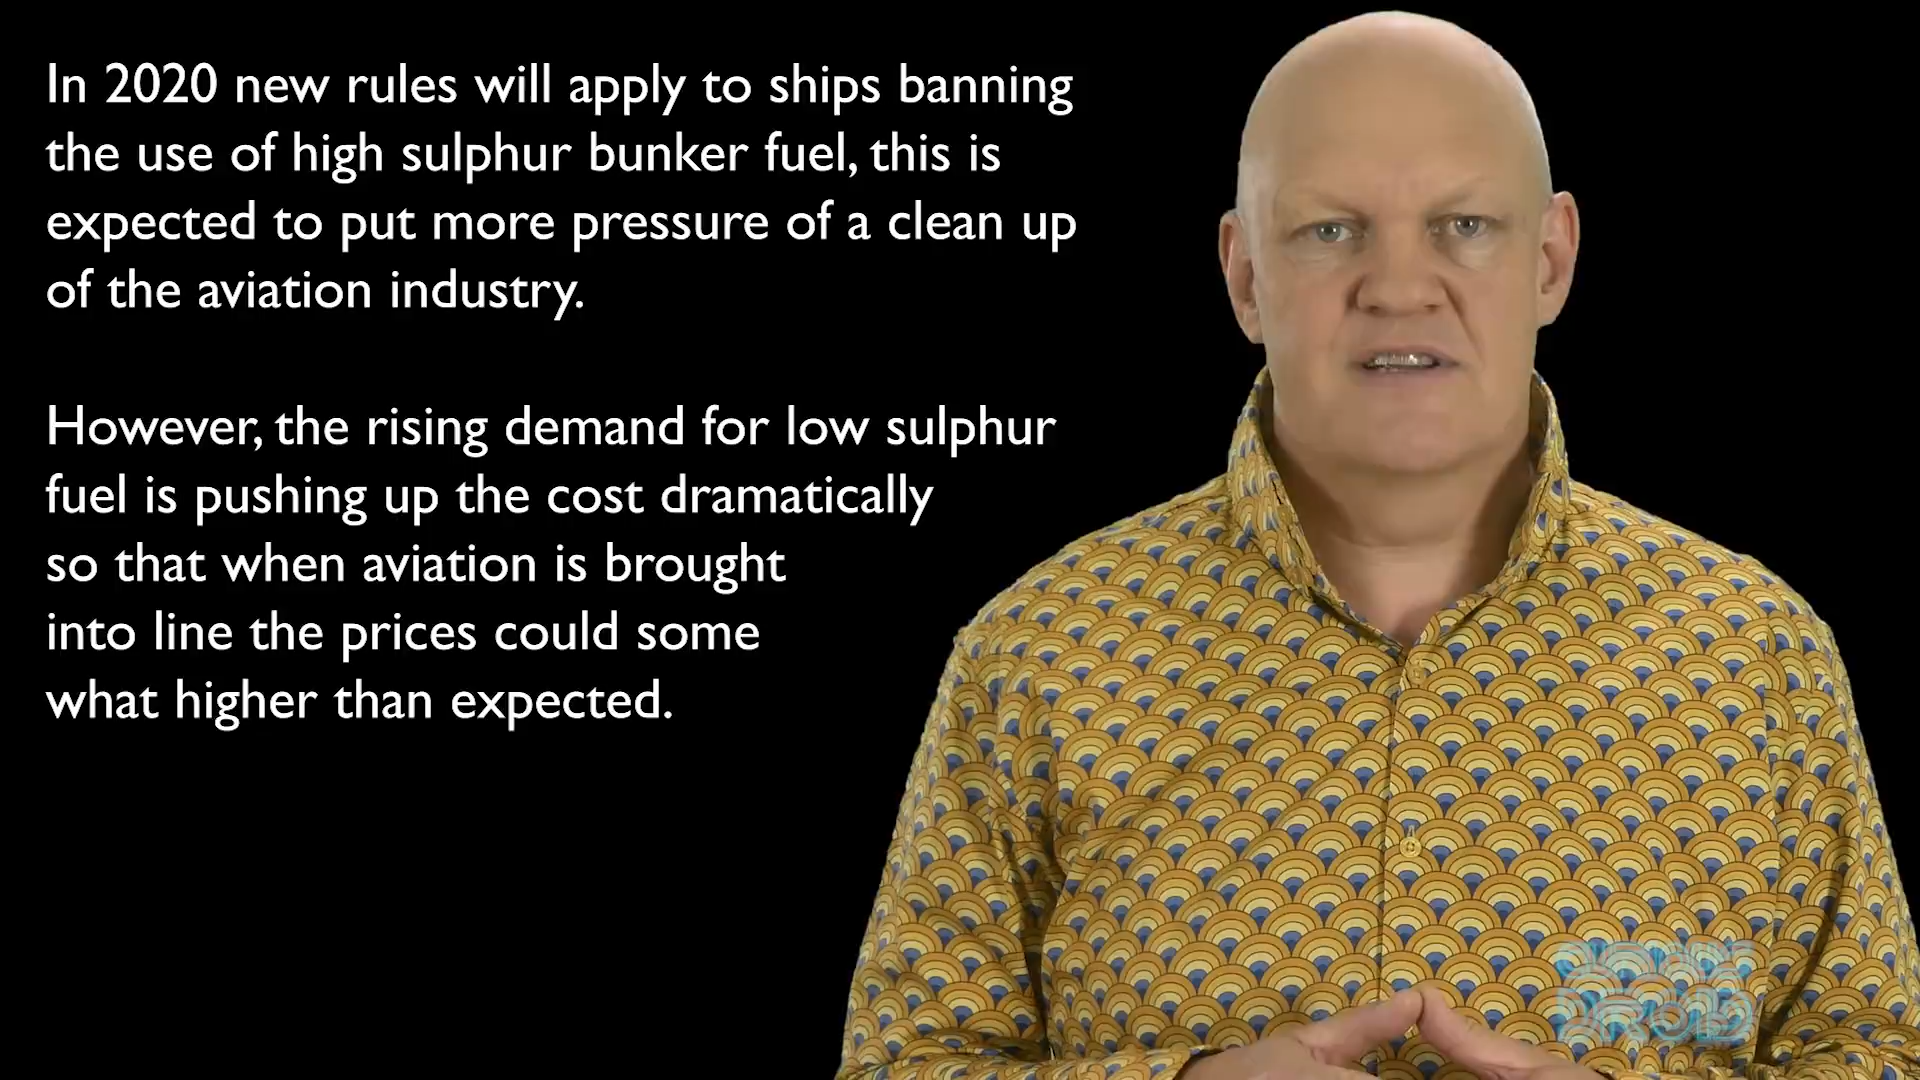 In 2020 new rules will apply to ships banning
the use of high sulphur bunker fuel, this is
expected to put more pressure of a clean up
of the aviation industry.
However, the rising demand for low sulphur
fuel is pushing up the cost dramatically
so that when aviation is brought
into line the prices could some
what higher than expected.
DROID